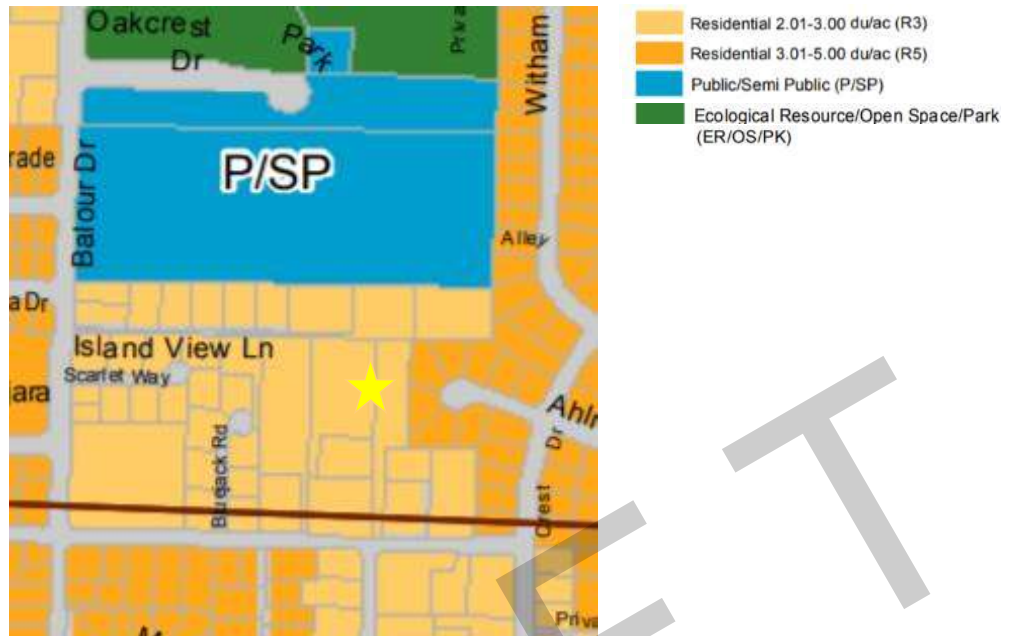 Oakcrest
Dr
Park
Priva
Witham
rade
Balour Dr
P/SP
Alley
a Dr
Island View Ln
Scarlet Way
iara
Bluejack Rd
Ahlr
Dr
Crest
Priva
Residential 2.01-3.00 du/ac (R3)
Residential 3.01-5.00 du/ac (R5)
Public/Semi Public (P/SP)
Ecological Resource/Open Space/Park
(ER/OS/PK)
E T